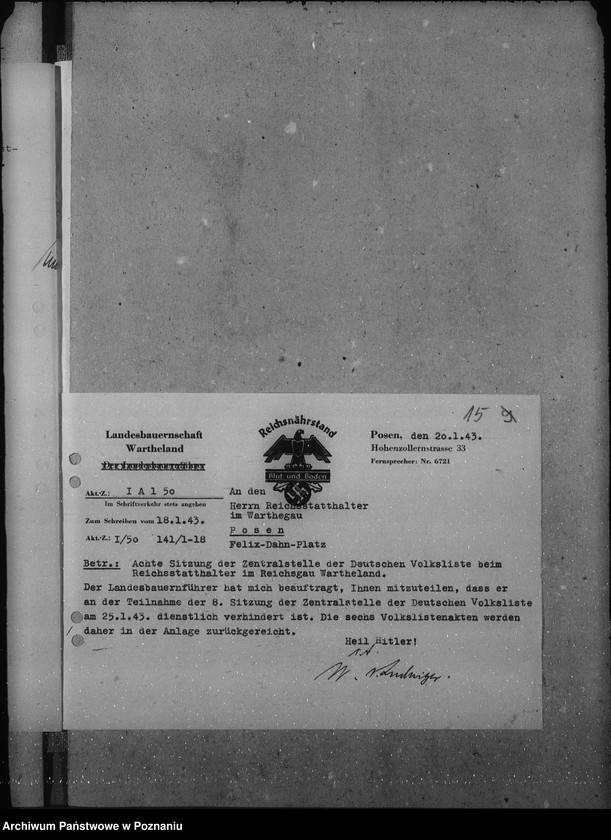 st-
15 9
Landesbauernschaft
Wartheland
Der Landesbauernführer
Reichsnährstand
Blut und Boden
Posen, den 20.1.43.
Hohenzollernstrasse 33
Fernsprecher: Nr. 6721
Akt.-Z.: I A 1 50
Im Schriftverkehr stets angeben
Zum Schreiben vom 18.1.43.
Akt.-Z.: I/50 141/1-18
An den
Herrn Reichsstatthalter
im Warthegau
Posen
Felix-Dahn-Platz
Betr.: Achte Sitzung der Zentralstelle der Deutschen Volksliste beim
Reichsstatthalter im Reichsgau Wartheland.
Der Landesbauernführer hat mich beauftragt, Ihnen mitzuteilen, dass er
an der Teilnahme der 8. Sitzung der Zentralstelle der Deutschen Volksliste
am 25.1.43. dienstlich verhindert ist. Die sechs Volkslistenakten werden
daher in der Anlage zurückgereicht.
Heil Hitler!
Archiwum Państwowe w Poznaniu